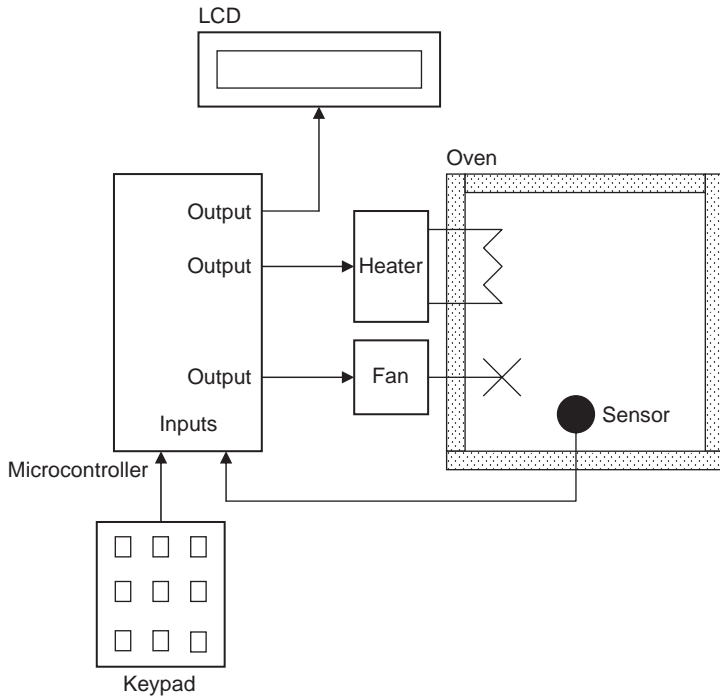 LCD
Oven
Output
Output
Heater
Output
Fan
Inputs
Sensor
Microcontroller
Keypad